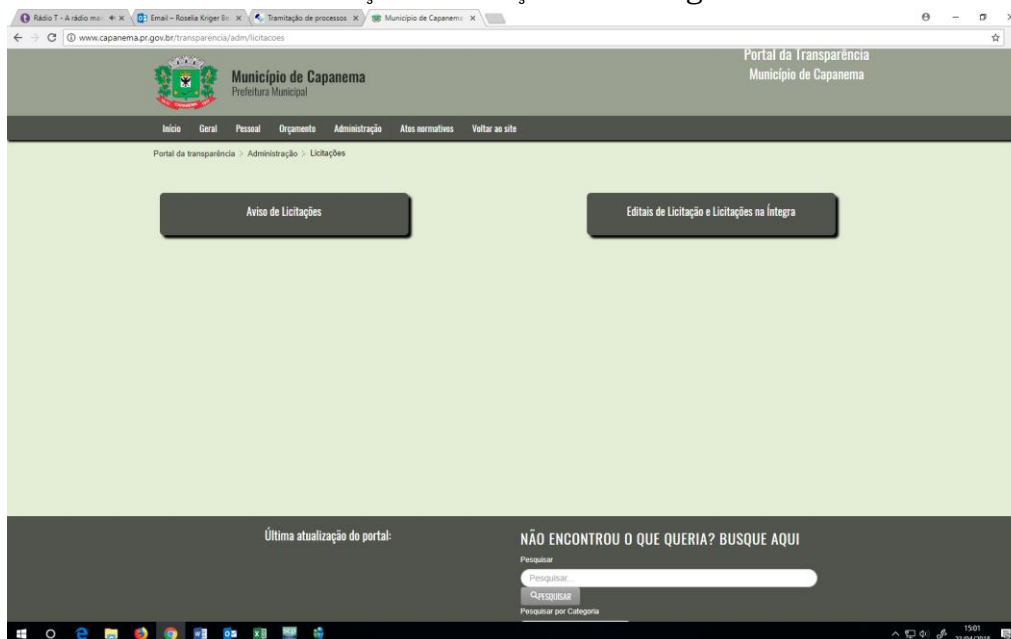 Rádio T - A rádio ma
Email – Roselia Kriger Be
Tramitação de processos
Município de Capanema
www.capanema.pr.gov.br/transparencia/adm/licitacoes
Portal da Transparência
Município de Capanema
Município de Capanema
Prefeitura Municipal
Início Geral Pessoal Orçamento Administração Atos normativos Voltar ao site
Portal da transparência > Administração > Licitações
Aviso de Licitações
Editais de Licitação e Licitações na Íntegra
Última atualização do portal:
NÃO ENCONTROU O QUE QUERIA? BUSQUE AQUI
Pesquisar
Pesquisar...
PESQUISAR
Pesquisar por Categoria
15:01